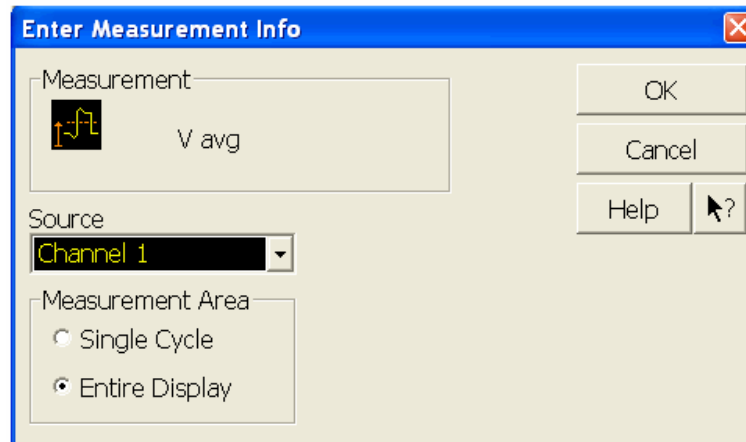 Enter Measurement Info
Measurement
V avg
OK
Cancel
Help
?
Source
Channel 1
Measurement Area
Single Cycle
Entire Display